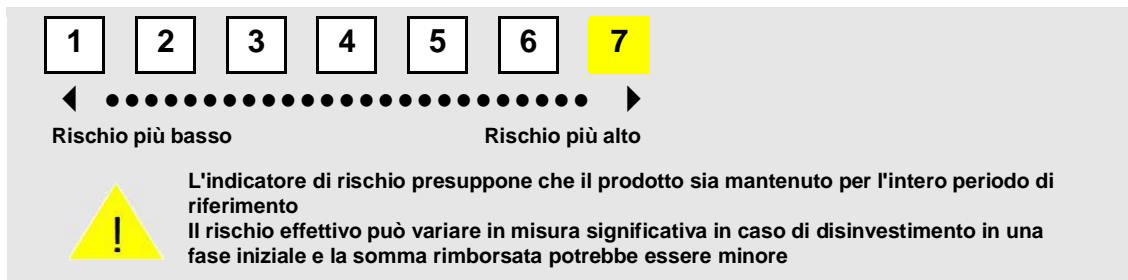 1 2 3 4 5 6 7
Rischio più basso Rischio più alto
L'indicatore di rischio presuppone che il prodotto sia mantenuto per l'intero periodo di
riferimento
Il rischio effettivo può variare in misura significativa in caso di disinvestimento in una
fase iniziale e la somma rimborsata potrebbe essere minore
!